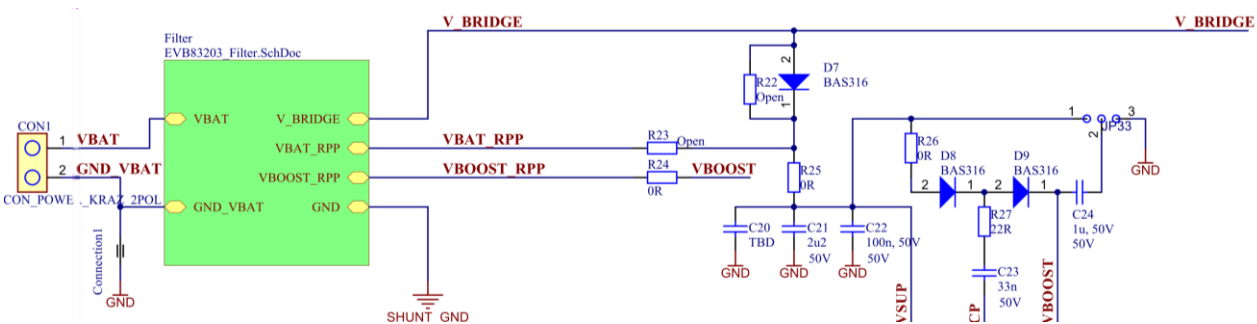 V_BRIDGE
V_BRIDGE
Filter
EVB83203_Filter.SchDoc
2
D7
BAS316
R22
Open
1
CON1
1
VBAT
VBAT
V_BRIDGE
1
3
JP33
2
VBAT_RPP
VBAT_RPP
R23
Open
R26
0R
2
GND_VBAT
VBOOST_RPP
VBOOST_RPP
R24
0R
VBOOST
R25
0R
D8
BAS316
D9
BAS316
GND
2
1
2
1
CON_POWE
._KRAZ_2POL
GND_VBAT
GND
C20
TBD
C21
2u2
50V
C22
100n, 50V
50V
R27
22R
C24
1u, 50V
50V
Connection1
GND
GND
GND
GND
C23
33n
50V
VSUP
CP
VBOOST
SHUNT_GND